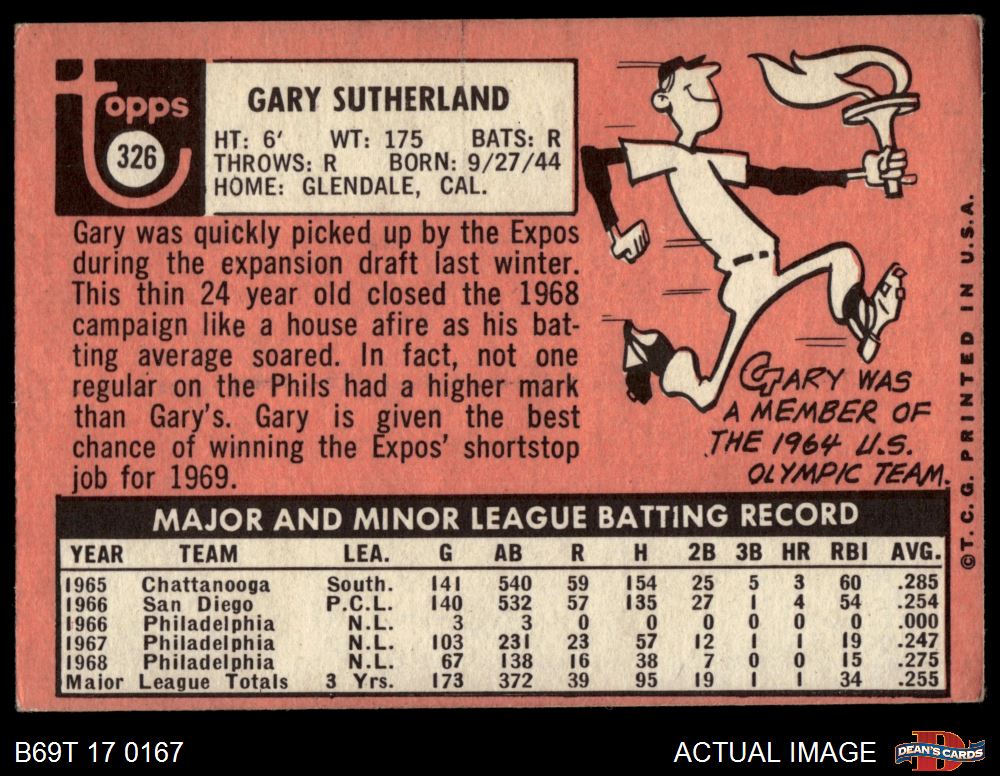 Topps
326
GARY SUTHERLAND
HT: 6' WT: 175 BATS: R
THROWS: R BORN: 9/27/44
HOME: GLENDALE, CAL.
Gary was quickly picked up by the Expos
during the expansion draft last winter.
This thin 24 year old closed the 1968
campaign like a house afire as his bat-
ting average soared. In fact, not one
regular on the Phils had a higher mark
than Gary's. Gary is given the best
chance of winning the Expos' shortstop
job for 1969.
GARY WAS
A MEMBER OF
THE 1964 U.S.
OLYMPIC TEAM.
©T.C.G. PRINTED IN U.S.A.
MAJOR AND MINOR LEAGUE BATTING RECORD
YEAR TEAM LEA. G AB R H 2B 3B HR RBI AVG.
1965 Chattanooga South. 141 540 59 154 25 5 3 60 .285
1966 San Diego P.C.L. 140 532 57 135 27 1 4 54 .254
1966 Philadelphia N.L. 3 3 0 0 0 0 0 0 .000
1967 Philadelphia N.L. 103 231 23 57 12 1 1 19 .247
1968 Philadelphia N.L. 67 138 16 38 7 0 0 15 .275
Major League Totals 3 Yrs. 173 372 39 95 19 1 1 34 .255
B69T 17 0167
ACTUAL IMAGE
D
DEAN'S CARDS